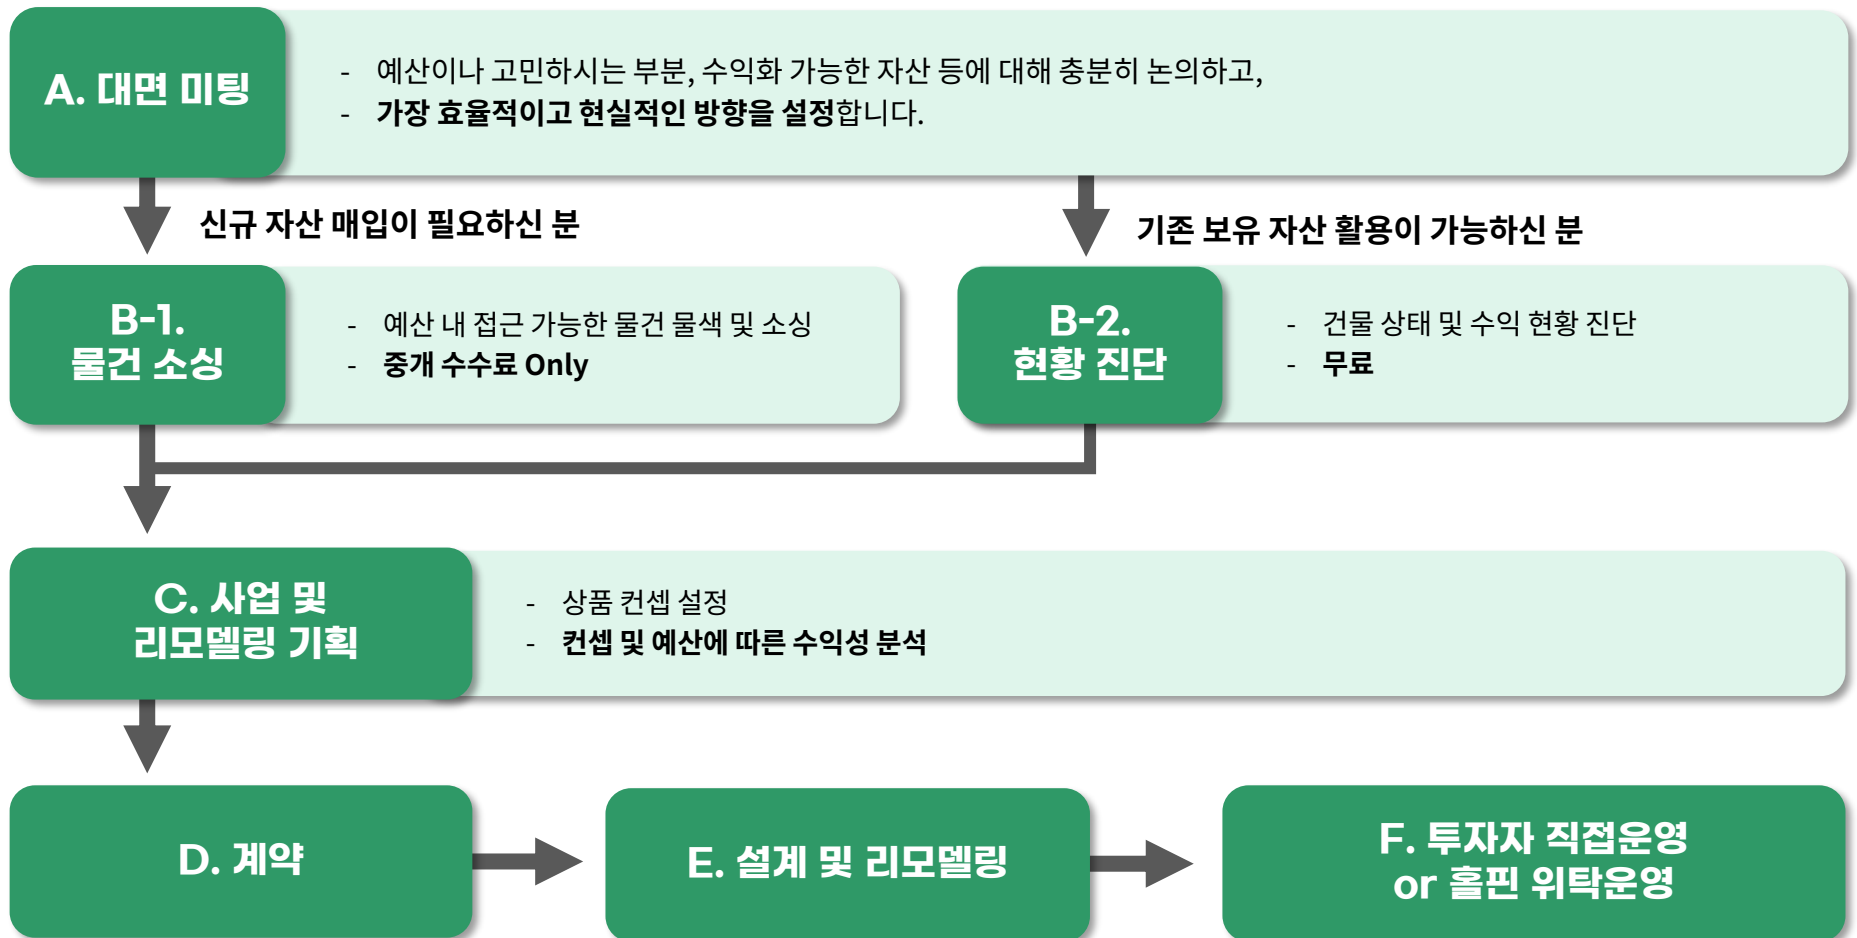 A. 대면 미팅
- 예산이나 고민하시는 부분, 수익화 가능한 자산 등에 대해 충분히 논의하고,
- 가장 효율적이고 현실적인 방향을 설정합니다.
신규 자산 매입이 필요하신 분
기존 보유 자산 활용이 가능하신 분
B-1.
물건 소싱
- 예산 내 접근 가능한 물건 물색 및 소싱
- 중개 수수료 Only
B-2.
현황 진단
- 건물 상태 및 수익 현황 진단
- 무료
C. 사업 및
리모델링 기획
- 상품 컨셉 설정
- 컨셉 및 예산에 따른 수익성 분석
D. 계약
E. 설계 및 리모델링
F. 투자자 직접운영
or 홀핀 위탁운영